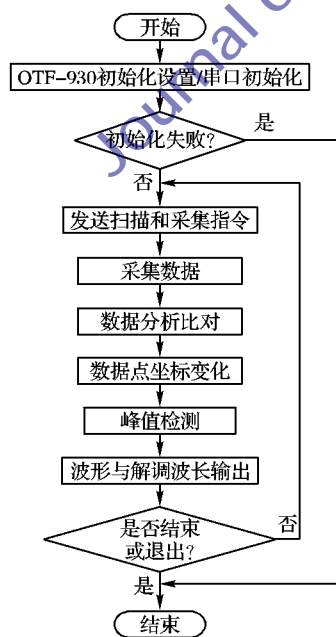 开始
OTF-930初始化设置/串口初始化
初始化失败?
是
否
发送扫描和采集指令
采集数据
数据分析比对
数据点坐标变化
峰值检测
波形与解调波长输出
是否结束
或退出?
否
是
结束
Journal